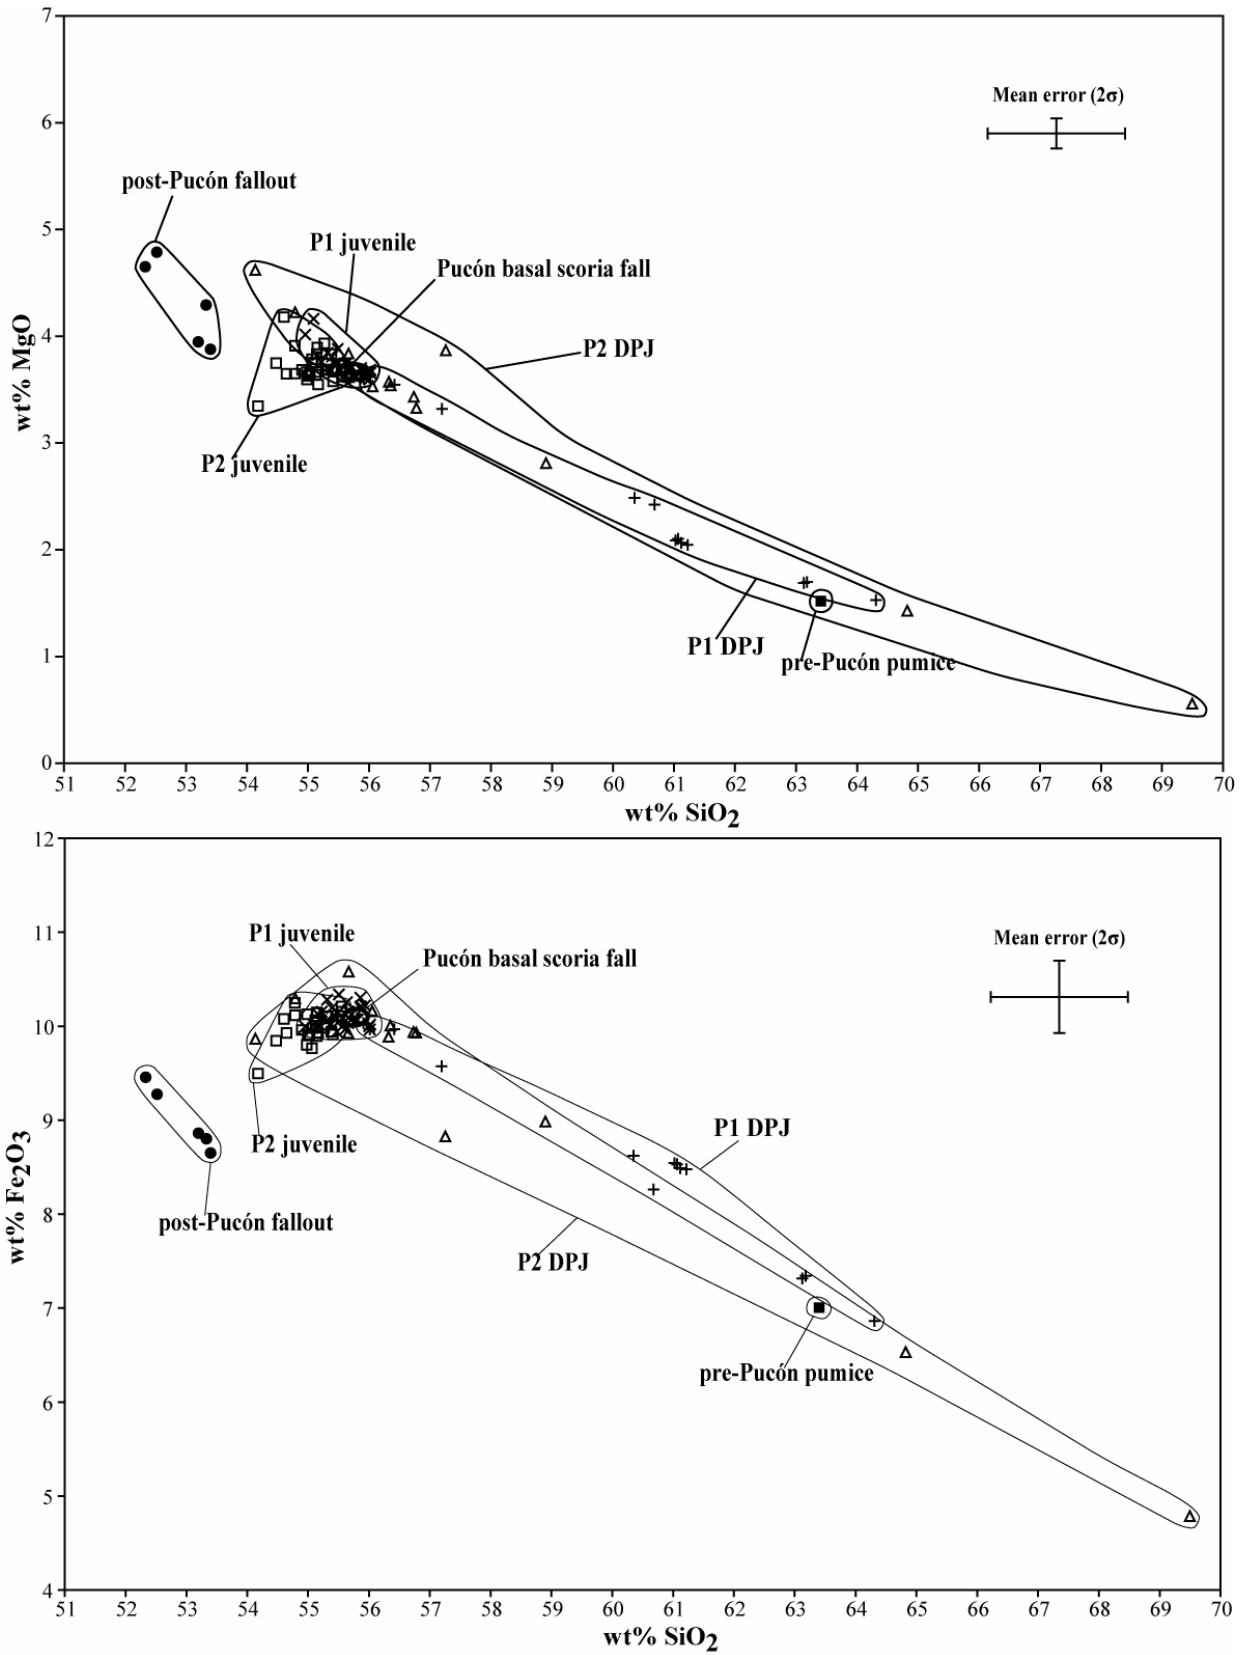 7
Mean error (2σ)
6
post-Pucón fallout
5
P1 juvenile
Pucón basal scoria fall
4
P2 DPJ
wt% MgO
3
P2 juvenile
2
P1 DPJ
pre-Pucón pumice
1
0
51 52 53 54 55 56 57 58 59 60 61 62 63 64 65 66 67 68 69 70
wt% SiO2
12
11
P1 juvenile
Mean error (2σ)
Pucón basal scoria fall
10
9
P1 DPJ
P2 juvenile
wt% Fe2O3
8
post-Pucón fallout
P2 DPJ
7
pre-Pucón pumice
6
5
4
51 52 53 54 55 56 57 58 59 60 61 62 63 64 65 66 67 68 69 70
wt% SiO2